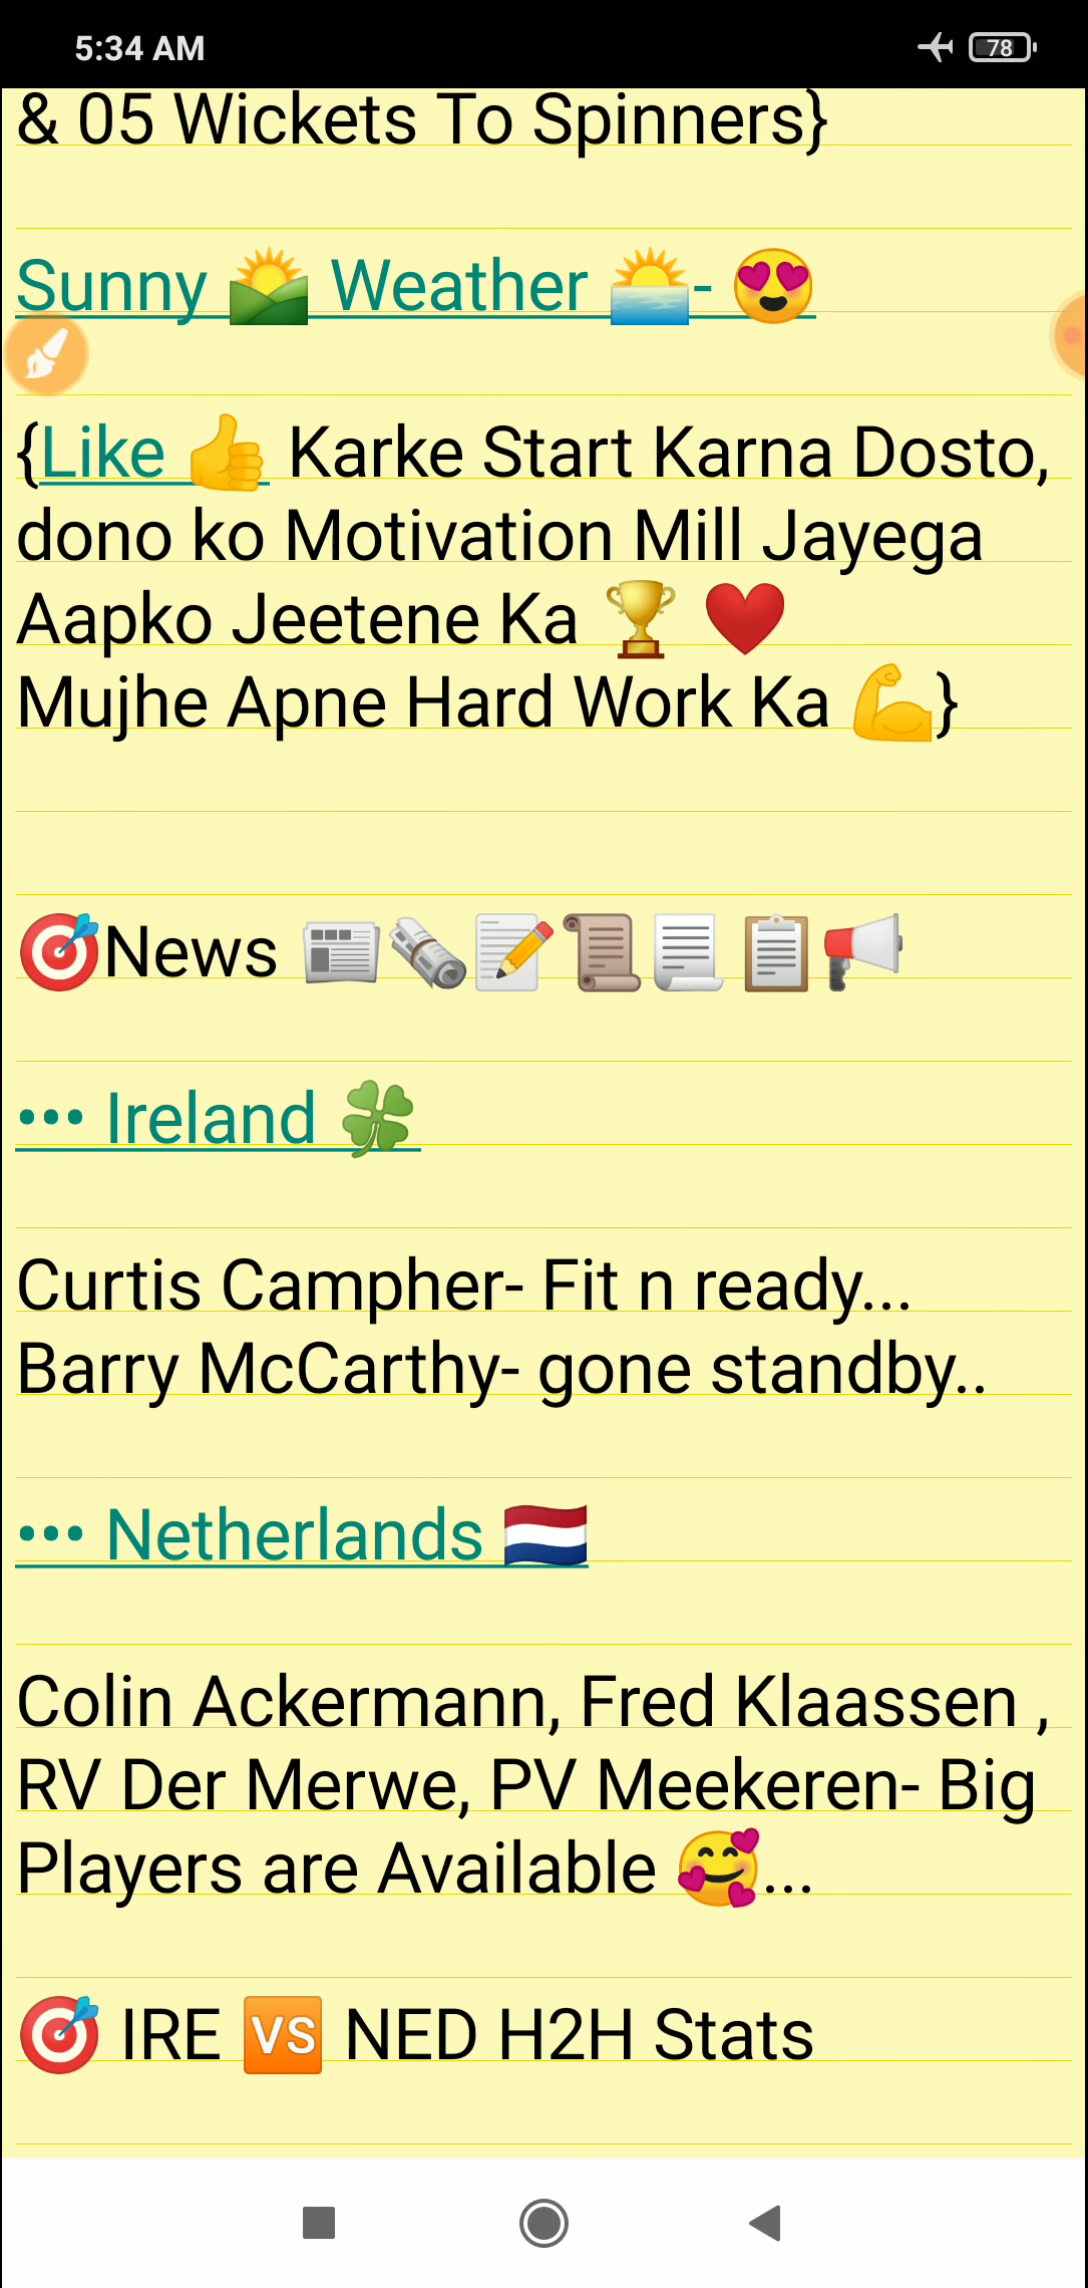 5:34 AM
78
& 05 Wickets To Spinners}
Sunny 🌄 Weather 🌅- 😍
{Like 👍 Karke Start Karna Dosto,
dono ko Motivation Mill Jayega
Aapko Jeetene Ka 🏆 ❤️
Mujhe Apne Hard Work Ka 💪}
🎯News 📰🗞️📝📜📃📋📢
••• Ireland 🍀
Curtis Campher- Fit n ready...
Barry McCarthy- gone standby..
••• Netherlands 🇳🇱
Colin Ackermann, Fred Klaassen ,
RV Der Merwe, PV Meekeren- Big
Players are Available 🥰...
🎯 IRE 🆚 NED H2H Stats